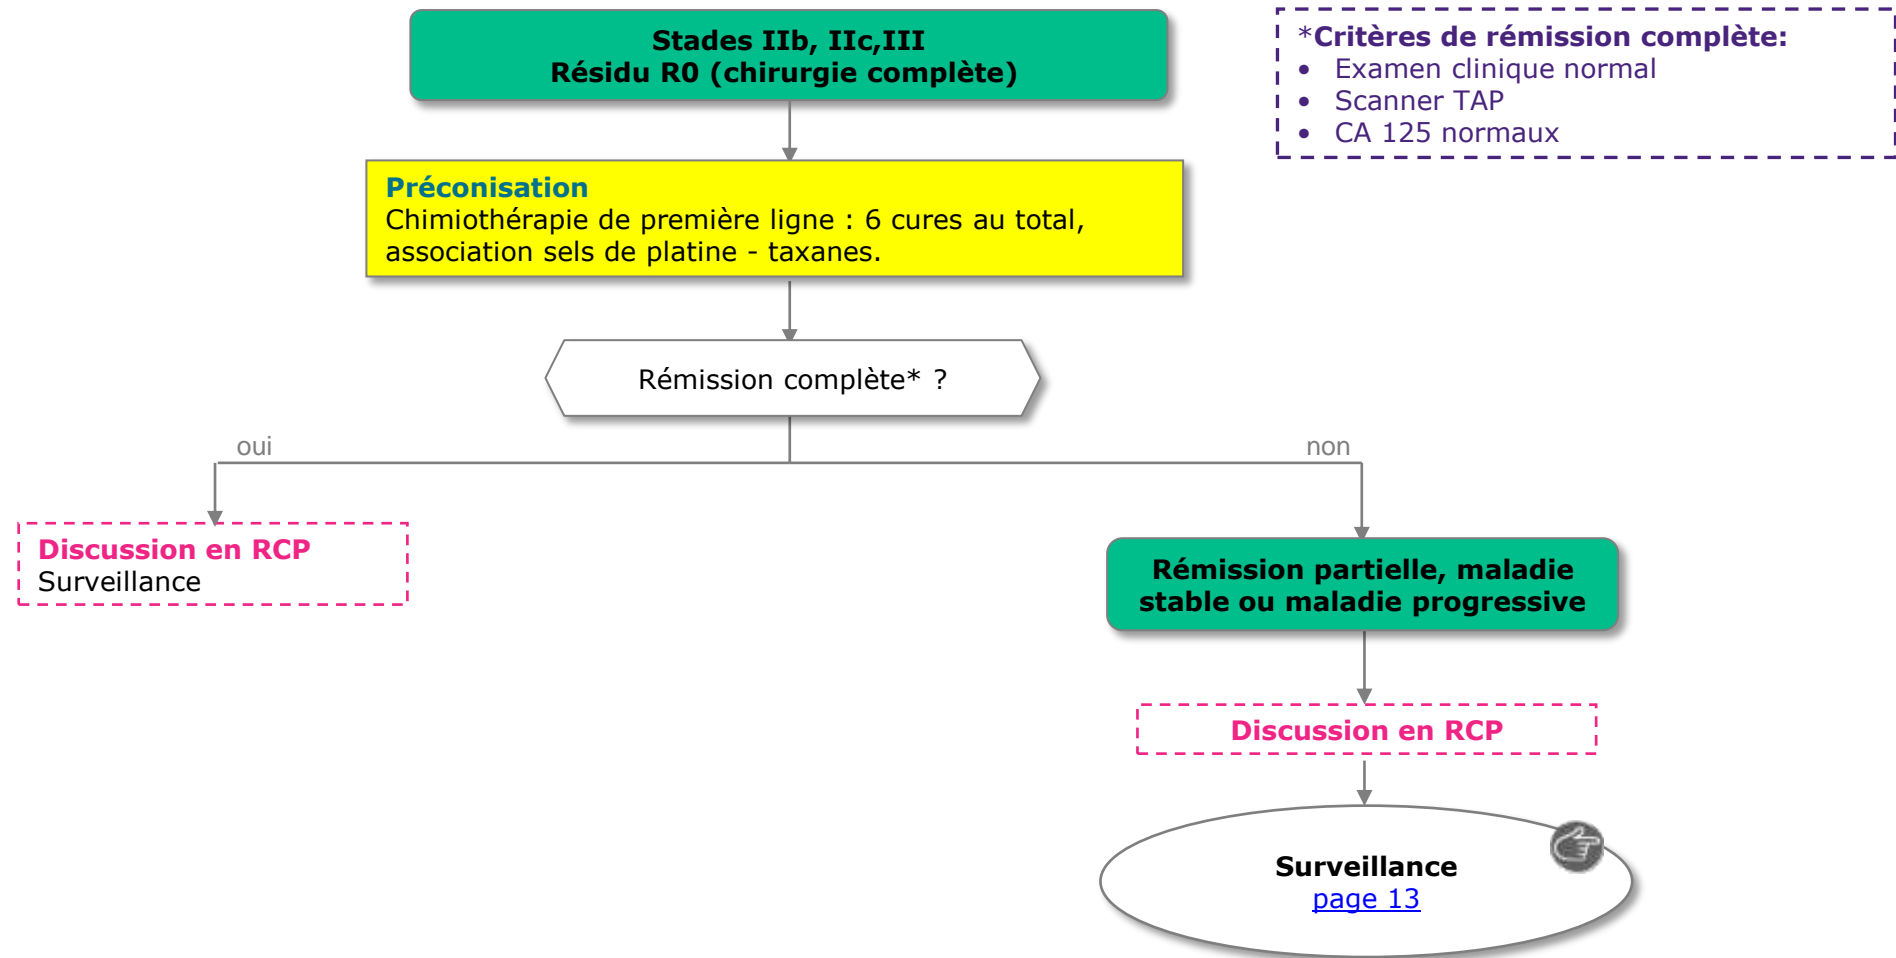 Stades IIb, IIc,III
Résidu R0 (chirurgie complète)
*Critères de rémission complète:
• Examen clinique normal
• Scanner TAP
• CA 125 normaux
Préconisation
Chimiothérapie de première ligne : 6 cures au total,
association sels de platine - taxanes.
Rémission complète* ?
oui
non
Discussion en RCP
Surveillance
Rémission partielle, maladie
stable ou maladie progressive
Discussion en RCP
Surveillance
page 13